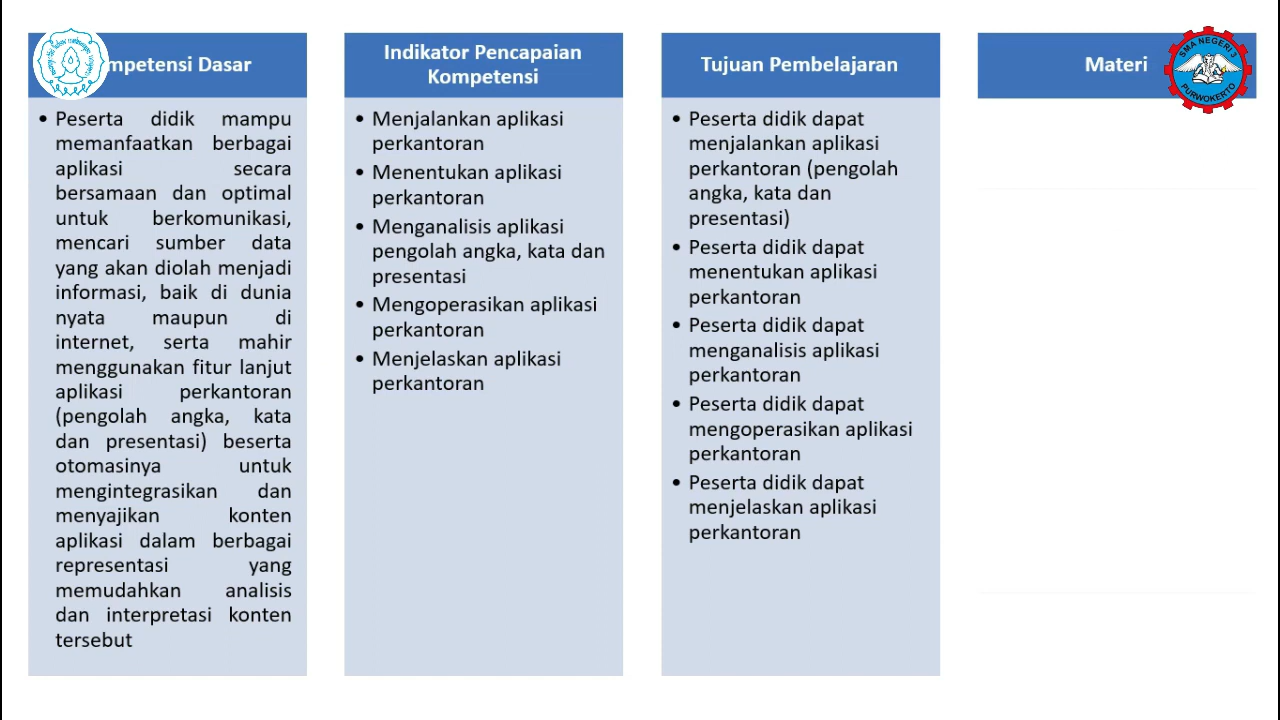 mpetensi Dasar
Peserta didik mampu
memanfaatkan berbagai
aplikasi secara
bersamaan dan optimal
untuk berkomunikasi,
mencari sumber data
yang akan diolah menjadi
informasi, baik di dunia
nyata maupun di
internet, serta mahir
menggunakan fitur lanjut
aplikasi perkantoran
(pengolah angka, kata
dan presentasi) beserta
otomasinya untuk
mengintegrasikan dan
menyajikan konten
aplikasi dalam berbagai
representasi yang
memudahkan analisis
dan interpretasi konten
tersebut
Indikator Pencapaian
Kompetensi
Menjalankan aplikasi
perkantoran
Menentukan aplikasi
perkantoran
Menganalisis aplikasi
pengolah angka, kata dan
presentasi
Mengoperasikan aplikasi
perkantoran
Menjelaskan aplikasi
perkantoran
Tujuan Pembelajaran
Peserta didik dapat
menjalankan aplikasi
perkantoran (pengolah
angka, kata dan
presentasi)
Peserta didik dapat
menentukan aplikasi
perkantoran
Peserta didik dapat
menganalisis aplikasi
perkantoran
Peserta didik dapat
mengoperasikan aplikasi
perkantoran
Peserta didik dapat
menjelaskan aplikasi
perkantoran
Materi
SMA NEGERI 3
PURWOKERTO